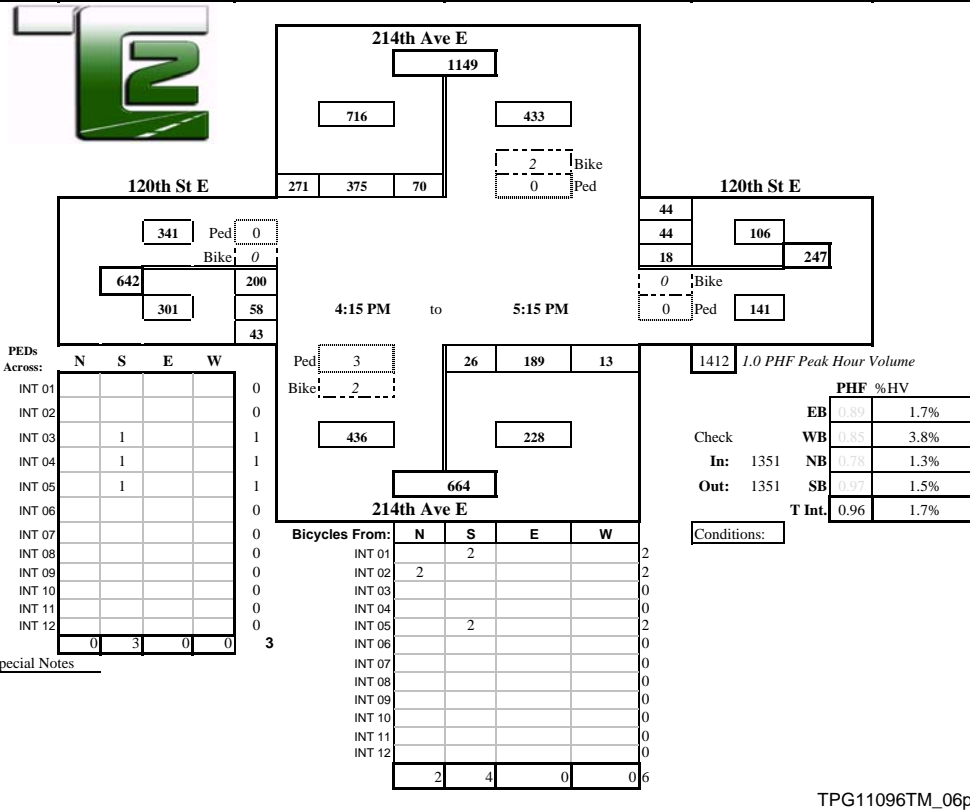 TC2
214th Ave E
1149
716 433
2 Bike
0 Ped
120th St E 271 375 70 120th St E
44
341 Ped 0 44 106
Bike 0 18 247
642 200 0 Bike
301 58 4:15 PM to 5:15 PM 0 Ped 141
43
PEDs Across: N S E W Ped 3 26 189 13 1412 1.0 PHF Peak Hour Volume
INT 01 0 Bike 2 PHF %HV
INT 02 0 EB 0.89 1.7%
INT 03 1 1 436 228 Check WB 0.85 3.8%
INT 04 1 1 In: 1351 NB 0.78 1.3%
INT 05 1 1 664 Out: 1351 SB 0.97 1.5%
INT 06 0 214th Ave E T Int. 0.96 1.7%
INT 07 0 Bicycles From: N S E W Conditions:
INT 08 0 INT 01 2 2
INT 09 0 INT 02 2 2
INT 10 0 INT 03 0
INT 11 0 INT 04 0
INT 12 0 INT 05 2 2
0 3 0 0 3 INT 06 0
pecial Notes INT 07 0
INT 08 0
INT 09 0
INT 10 0
INT 11 0
INT 12 0
2 4 0 0 6
TPG11096TM_06p